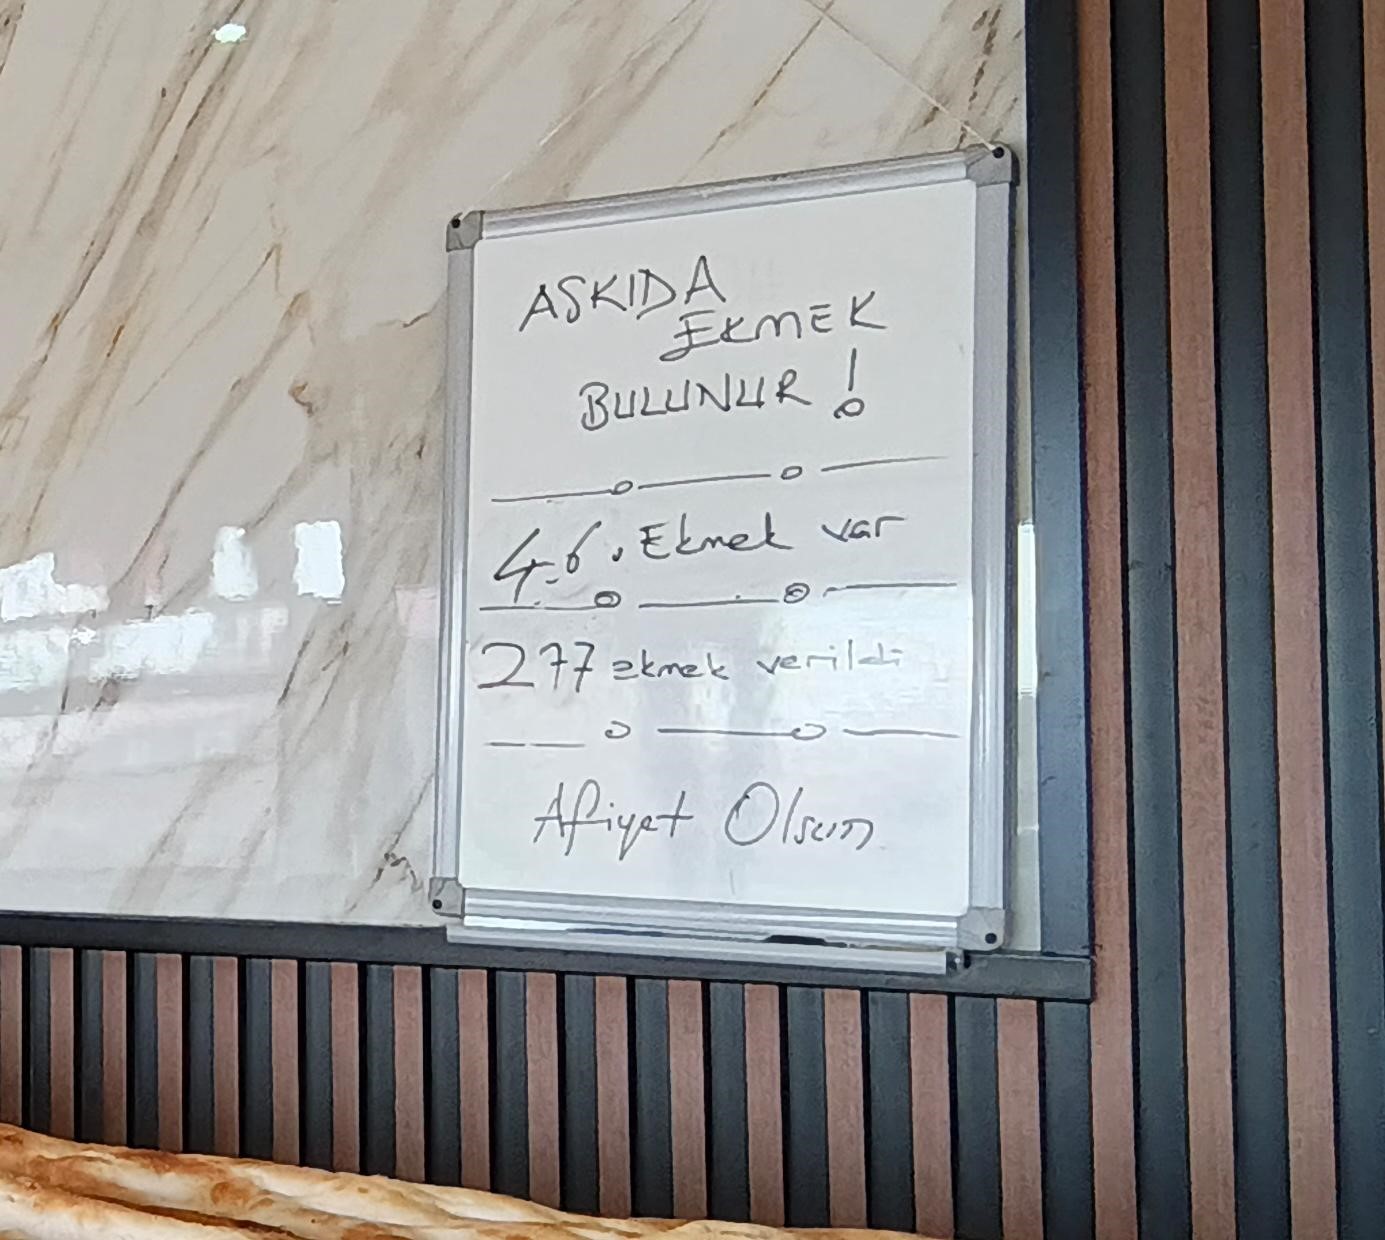 ASKIDA
EKMEK
BULUNUR!
46. Ekmek var
277 ekmek verildi
Afiyet Olsun